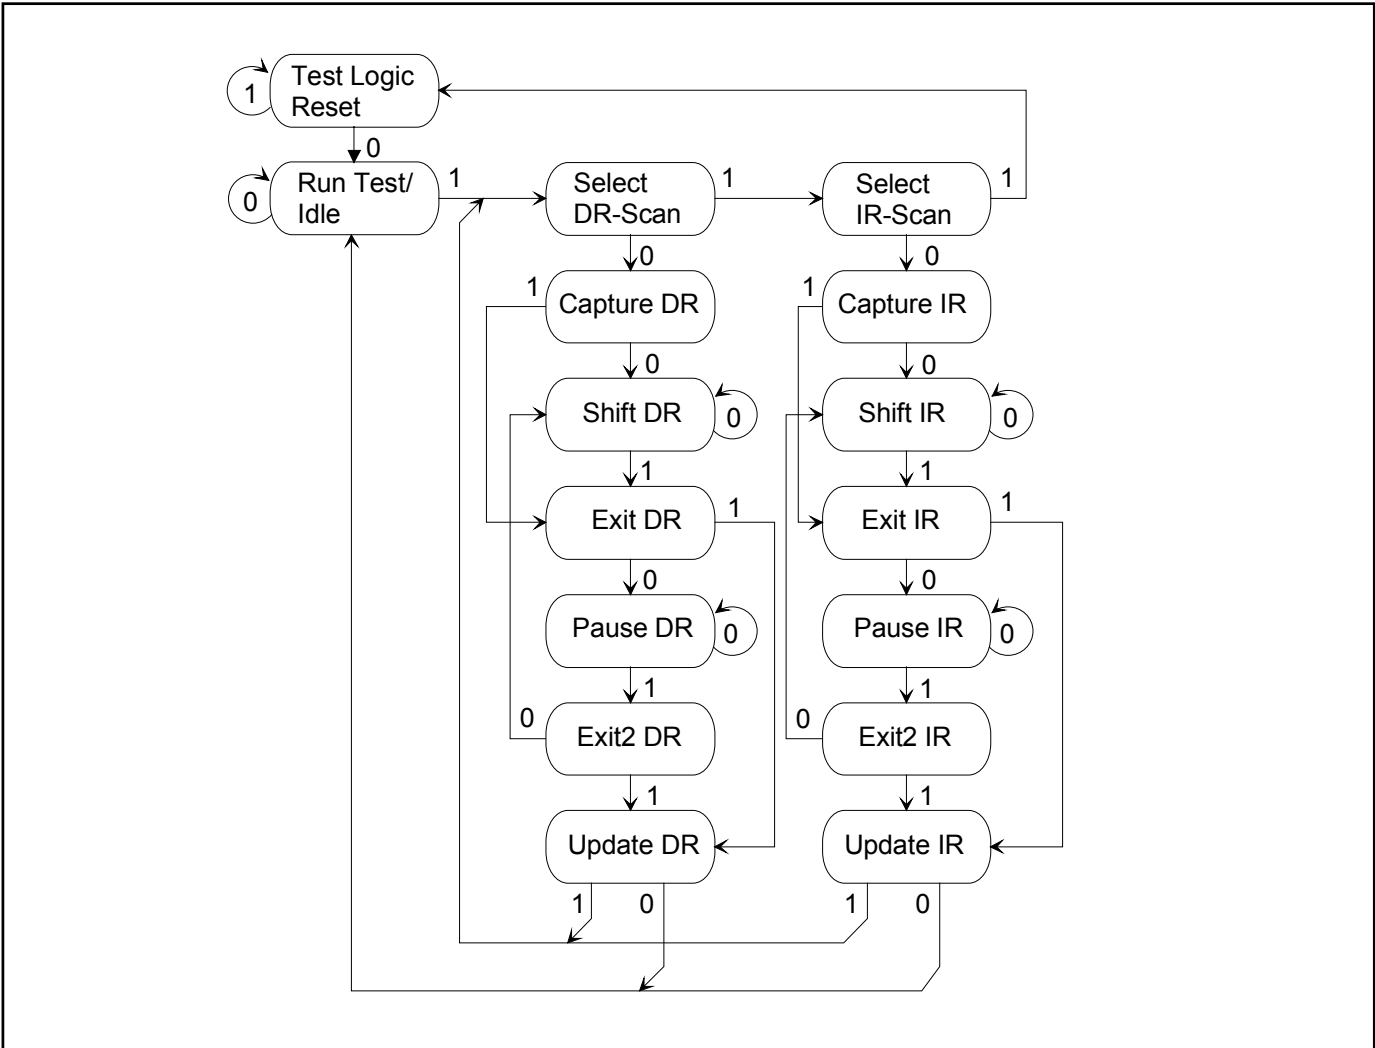 Test Logic
Reset
1
0
Run Test/
Idle
0
1
Select
DR-Scan
1
Select
IR-Scan
1
0
0
1
Capture DR
1
Capture IR
0
0
Shift DR
0
Shift IR
0
1
1
Exit DR
1
Exit IR
1
0
0
Pause DR
0
Pause IR
0
1
1
0
Exit2 DR
0
Exit2 IR
1
1
Update DR
Update IR
1
0
1
0